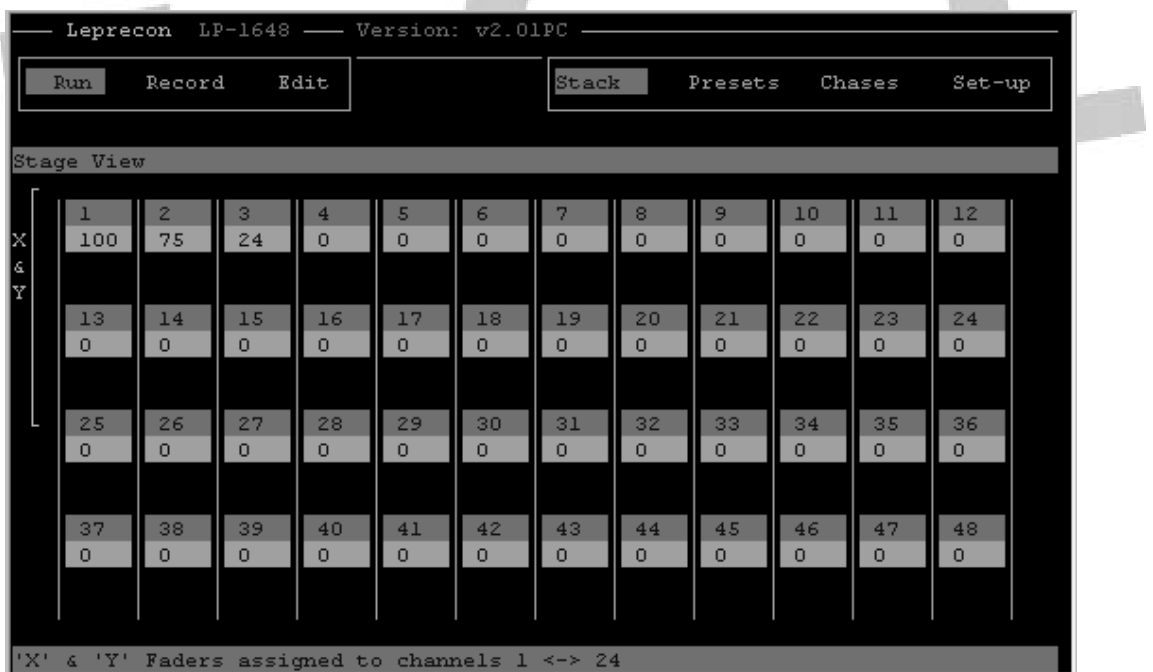 Leprecon LP-1648 Version: v2.01PC
Run Record Edit Stack Presets Chases Set-up
Stage View
1 2 3 4 5 6 7 8 9 10 11 12
X 100 75 24 0 0 0 0 0 0 0 0 0
&
Y
13 14 15 16 17 18 19 20 21 22 23 24
0 0 0 0 0 0 0 0 0 0 0 0
25 26 27 28 29 30 31 32 33 34 35 36
0 0 0 0 0 0 0 0 0 0 0 0
37 38 39 40 41 42 43 44 45 46 47 48
0 0 0 0 0 0 0 0 0 0 0 0
'X' & 'Y' Faders assigned to channels 1 <-> 24